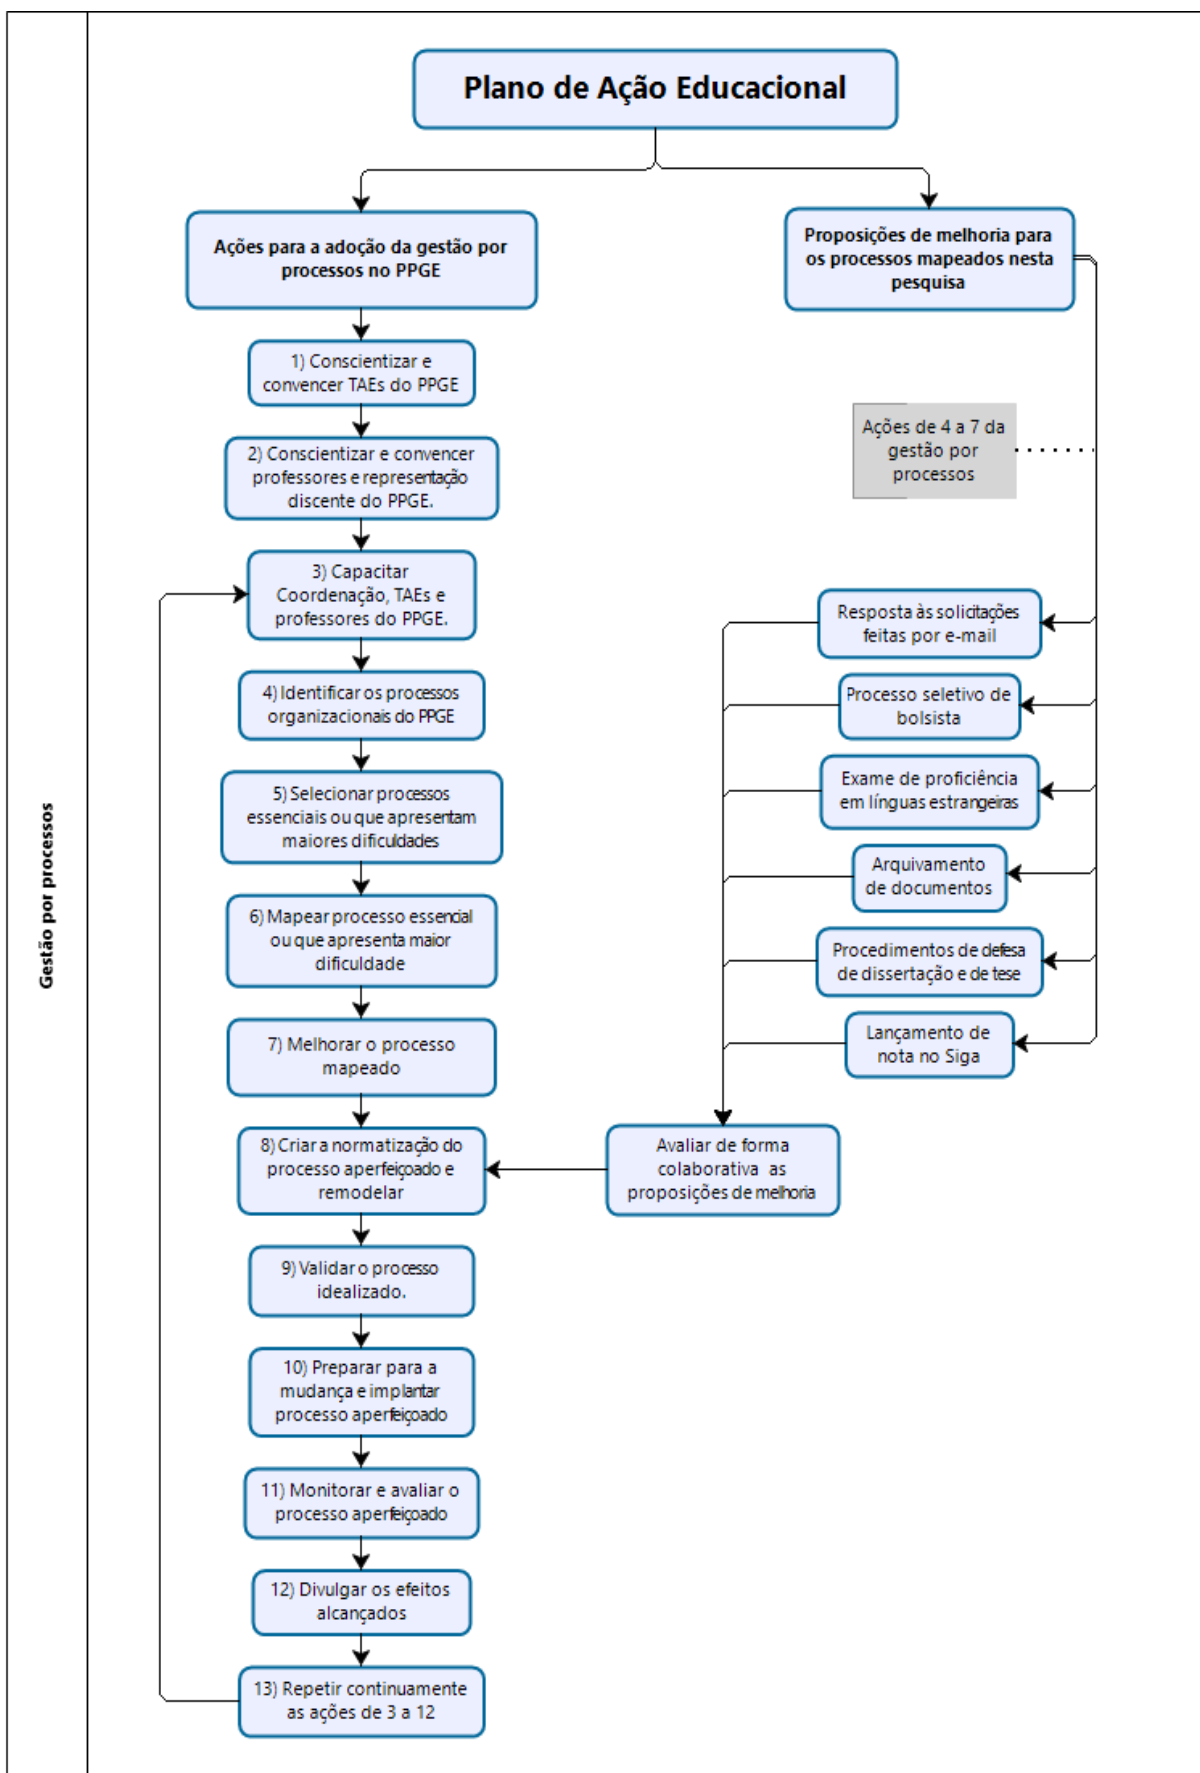 Plano de Ação Educacional
Gestão por processos
Ações para a adoção da gestão por
processos no PPGE
1) Conscientizar e
convencer TAEs do PPGE
2) Conscientizar e convencer
professores e representação
discente do PPGE.
3) Capacitar
Coordenação, TAEs e
professores do PPGE.
4) Identificar os processos
organizacionais do PPGE
5) Selecionar processos
essenciais ou que apresentam
maiores dificuldades
6) Mapear processo essencial
ou que apresenta maior
dificuldade
7) Melhorar o processo
mapeado
8) Criar a normatização do
processo aperfeiçoado e
remodelar
9) Validar o processo
idealizado.
10) Preparar para a
mudança e implantar
processo aperfeiçoado
11) Monitorar e avaliar o
processo aperfeiçoado
12) Divulgar os efeitos
alcançados
13) Repetir continuamente
as ações de 3 a 12
Proposições de melhoria para
os processos mapeados nesta
pesquisa
Ações de 4 a 7 da
gestão por
processos
Resposta às solicitações
feitas por e-mail
Processo seletivo de
bolsista
Exame de proficiência
em línguas estrangeiras
Arquivamento
de documentos
Procedimentos de defesa
de dissertação e de tese
Lançamento de
nota no Siga
Avaliar de forma
colaborativa as
proposições de melhoria